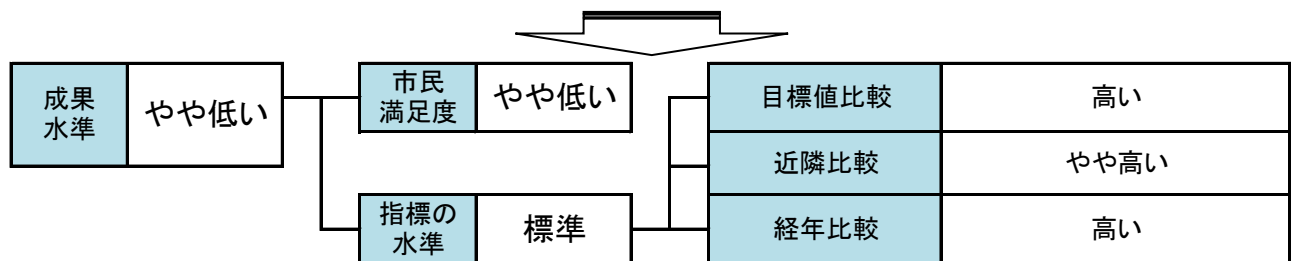 成果
水準
やや低い
市民
満足度
やや低い
指標の
水準
標準
目標値比較
高い
近隣比較
やや高い
経年比較
高い